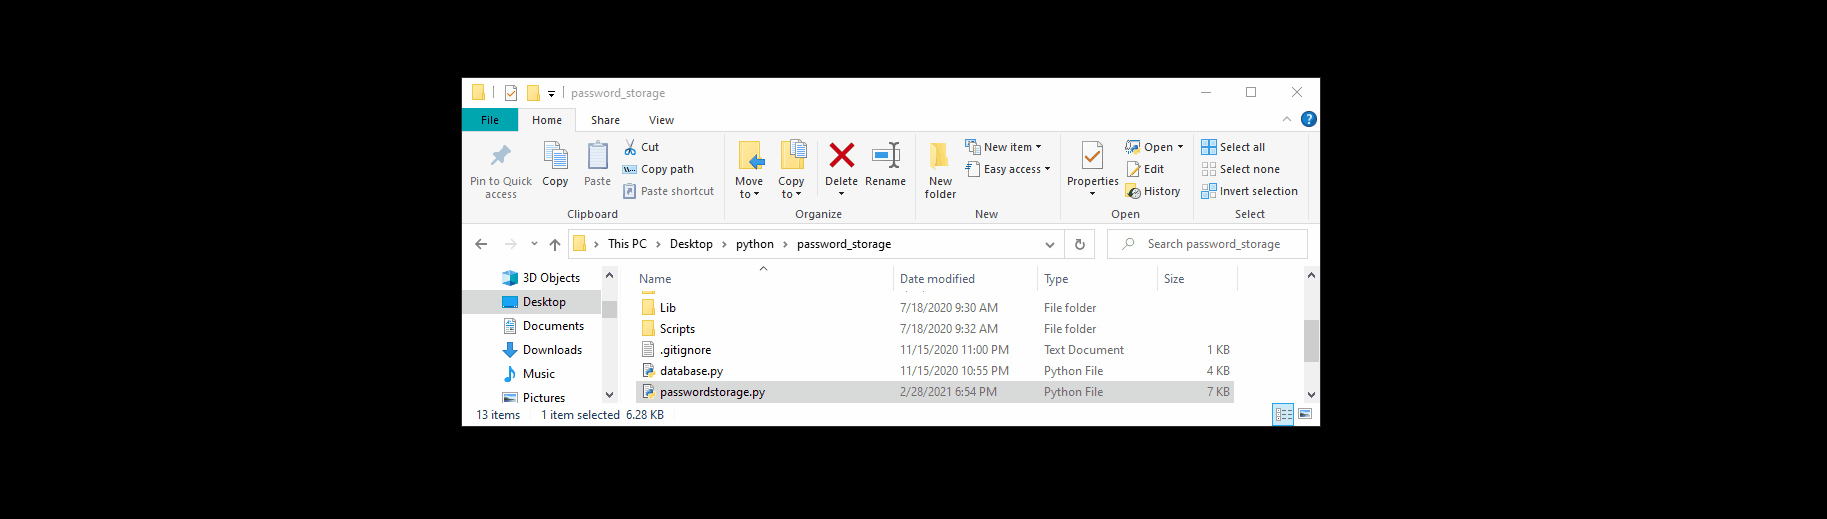 password_storage
File Home Share View
Pin to Quick access
Copy
Paste
Cut
Copy path
Paste shortcut
Clipboard
Move to
Copy to
Delete
Rename
Organize
New folder
New item
Easy access
New
Properties
Open
Edit
History
Open
Select all
Select none
Invert selection
Select
This PC > Desktop > python > password_storage
Search password_storage
3D Objects
Desktop
Documents
Downloads
Music
Pictures
Name Date modified Type Size
Lib 7/18/2020 9:30 AM File folder
Scripts 7/18/2020 9:32 AM File folder
.gitignore 11/15/2020 11:00 PM Text Document 1 KB
database.py 11/15/2020 10:55 PM Python File 4 KB
passwordstorage.py 2/28/2021 6:54 PM Python File 7 KB
13 items 1 item selected 6.28 KB